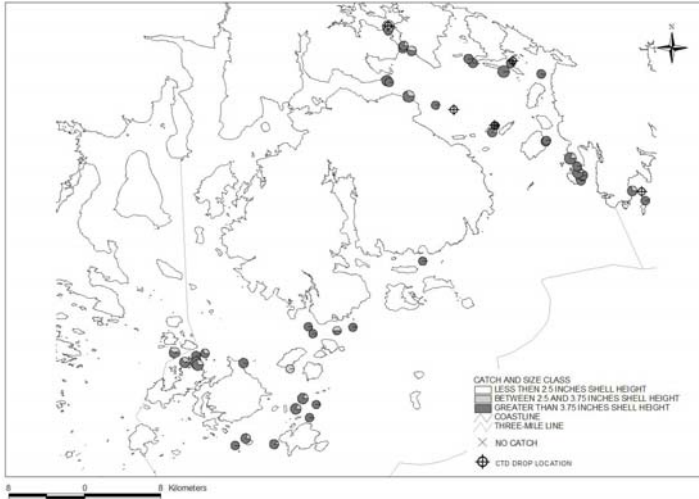 N
CATCH AND SIZE CLASS
LESS THEN 2.5 INCHES SHELL HEIGHT
BETWEEN 2.5 AND 3.75 INCHES SHELL HEIGHT
GREATER THAN 3.75 INCHES SHELL HEIGHT
COASTLINE
THREE-MILE LINE
NO CATCH
CTD DROP LOCATION
8 0 8 Kilometers